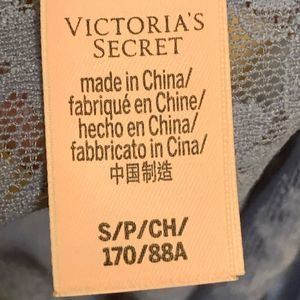 VICTORIA'S
SECRET
made in China/
fabriqué en Chine/
hecho en China/
fabbricato in Cina/
中国制造
S/P/CH/
170/88A